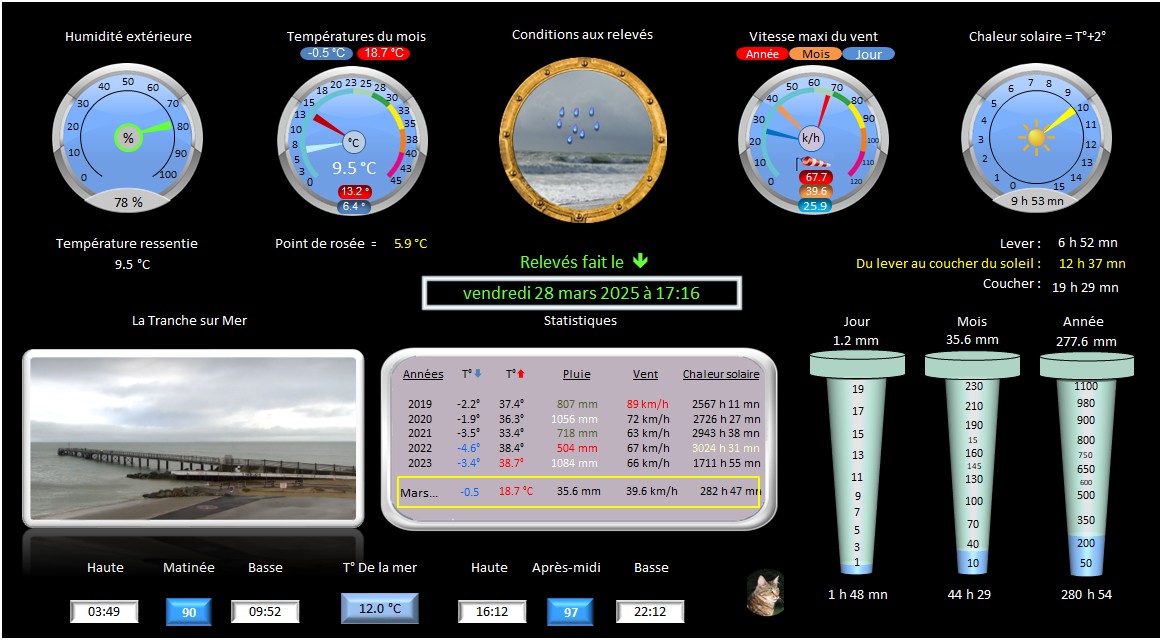 Humidité extérieure
Températures du mois
-0.5 °C 18.7 °C
Conditions aux relevés
Vitesse maxi du vent
Année Mois Jour
Chaleur solaire = T°+2°
0 10 20 30 40 50 60 70 80 90 100
%
78 %
0 3 5 8 10 13 15 18 20 23 25 28 30 33 35 38 40 43 45
°C
9.5 °C
13.2 °
6.4 °
0 10 20 30 40 50 60 70 80 90 100 110 120
k/h
67.7
39.6
25.9
0 1 2 3 4 5 6 7 8 9 10 11 12 13 14 15
9 h 53 mn
Température ressentie
9.5 °C
Point de rosée = 5.9 °C
Relevés fait le
vendredi 28 mars 2025 à 17:16
Lever : 6 h 52 mn
Du lever au coucher du soleil : 12 h 37 mn
Coucher : 19 h 29 mn
La Tranche sur Mer
Statistiques
Années T° T° Pluie Vent Chaleur solaire
2019 -2.2° 37.4° 807 mm 89 km/h 2567 h 11 mn
2020 -1.9° 36.3° 1056 mm 72 km/h 2726 h 27 mn
2021 -3.5° 33.4° 718 mm 63 km/h 2943 h 38 mn
2022 -4.6° 38.4° 504 mm 67 km/h 3024 h 31 mn
2023 -3.4° 38.7° 1084 mm 66 km/h 1711 h 55 mn
Mars... -0.5 18.7 °C 35.6 mm 39.6 km/h 282 h 47 mn
Jour
1.2 mm
19
17
15
13
11
9
7
5
3
1
1 h 48 mn
Mois
35.6 mm
230
210
190
15
160
145
130
100
70
40
10
44 h 29
Année
277.6 mm
1100
980
900
800
750
650
600
500
350
200
50
280 h 54
Haute Matinée Basse
03:49 90 09:52
T° De la mer
12.0 °C
Haute Après-midi Basse
16:12 97 22:12